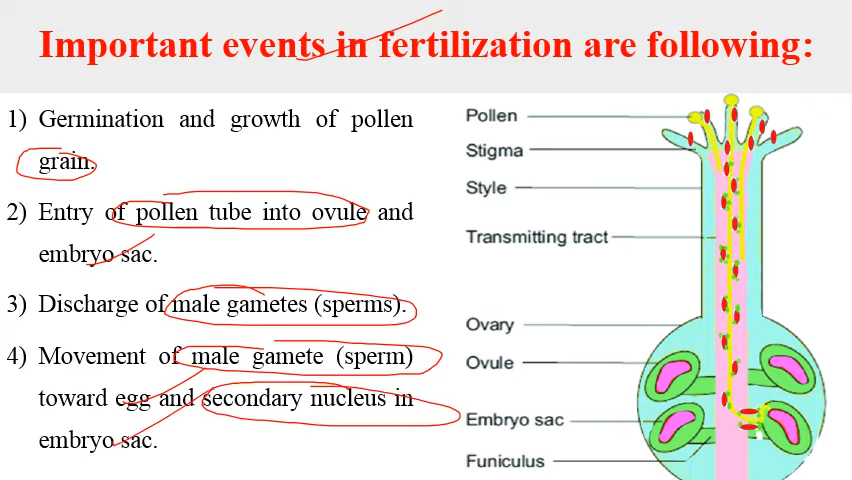 Important events in fertilization are following:
1) Germination and growth of pollen
grain.
2) Entry of pollen tube into ovule and
embryo sac.
3) Discharge of male gametes (sperms).
4) Movement of male gamete (sperm)
toward egg and secondary nucleus in
embryo sac.
Pollen
Stigma
Style
Transmitting tract
Ovary
Ovule
Embryo sac
Funiculus